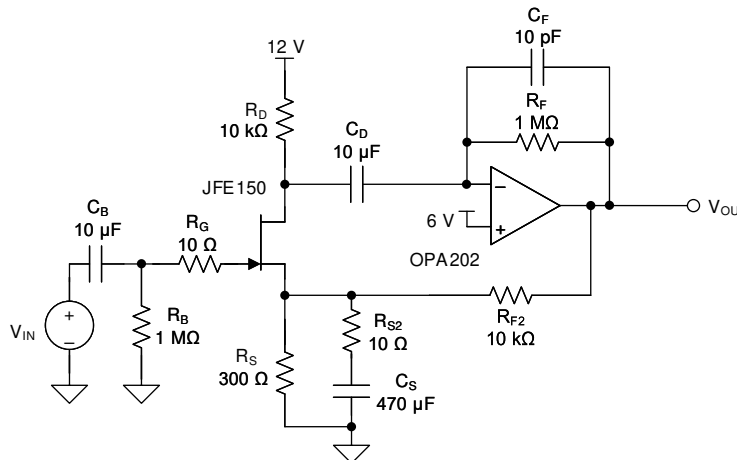 C_F
10 pF
12 V
R_F
1 MΩ
R_D
10 kΩ
C_D
10 µF
JFE150
6 V
C_B
10 µF
R_G
10 Ω
OPA202
V_OU
R_S2
10 Ω
R_F2
10 kΩ
V_IN
R_B
1 MΩ
R_S
300 Ω
C_S
470 µF